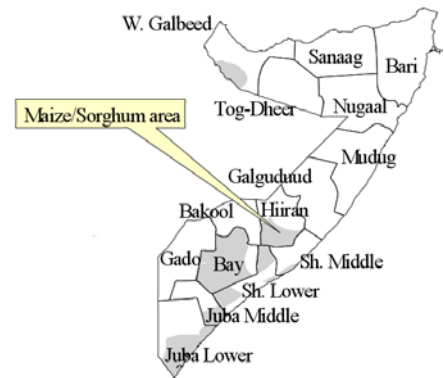 W. Galbeed
Sanaag
Bari
Tog-Dheer
Nugaal
Maize/Sorghum area
Mudug
Galguduud
Hiiran
Bakool
Sh. Middle
Gado
Bay
Sh. Lower
Juba Middle
Juba Lower